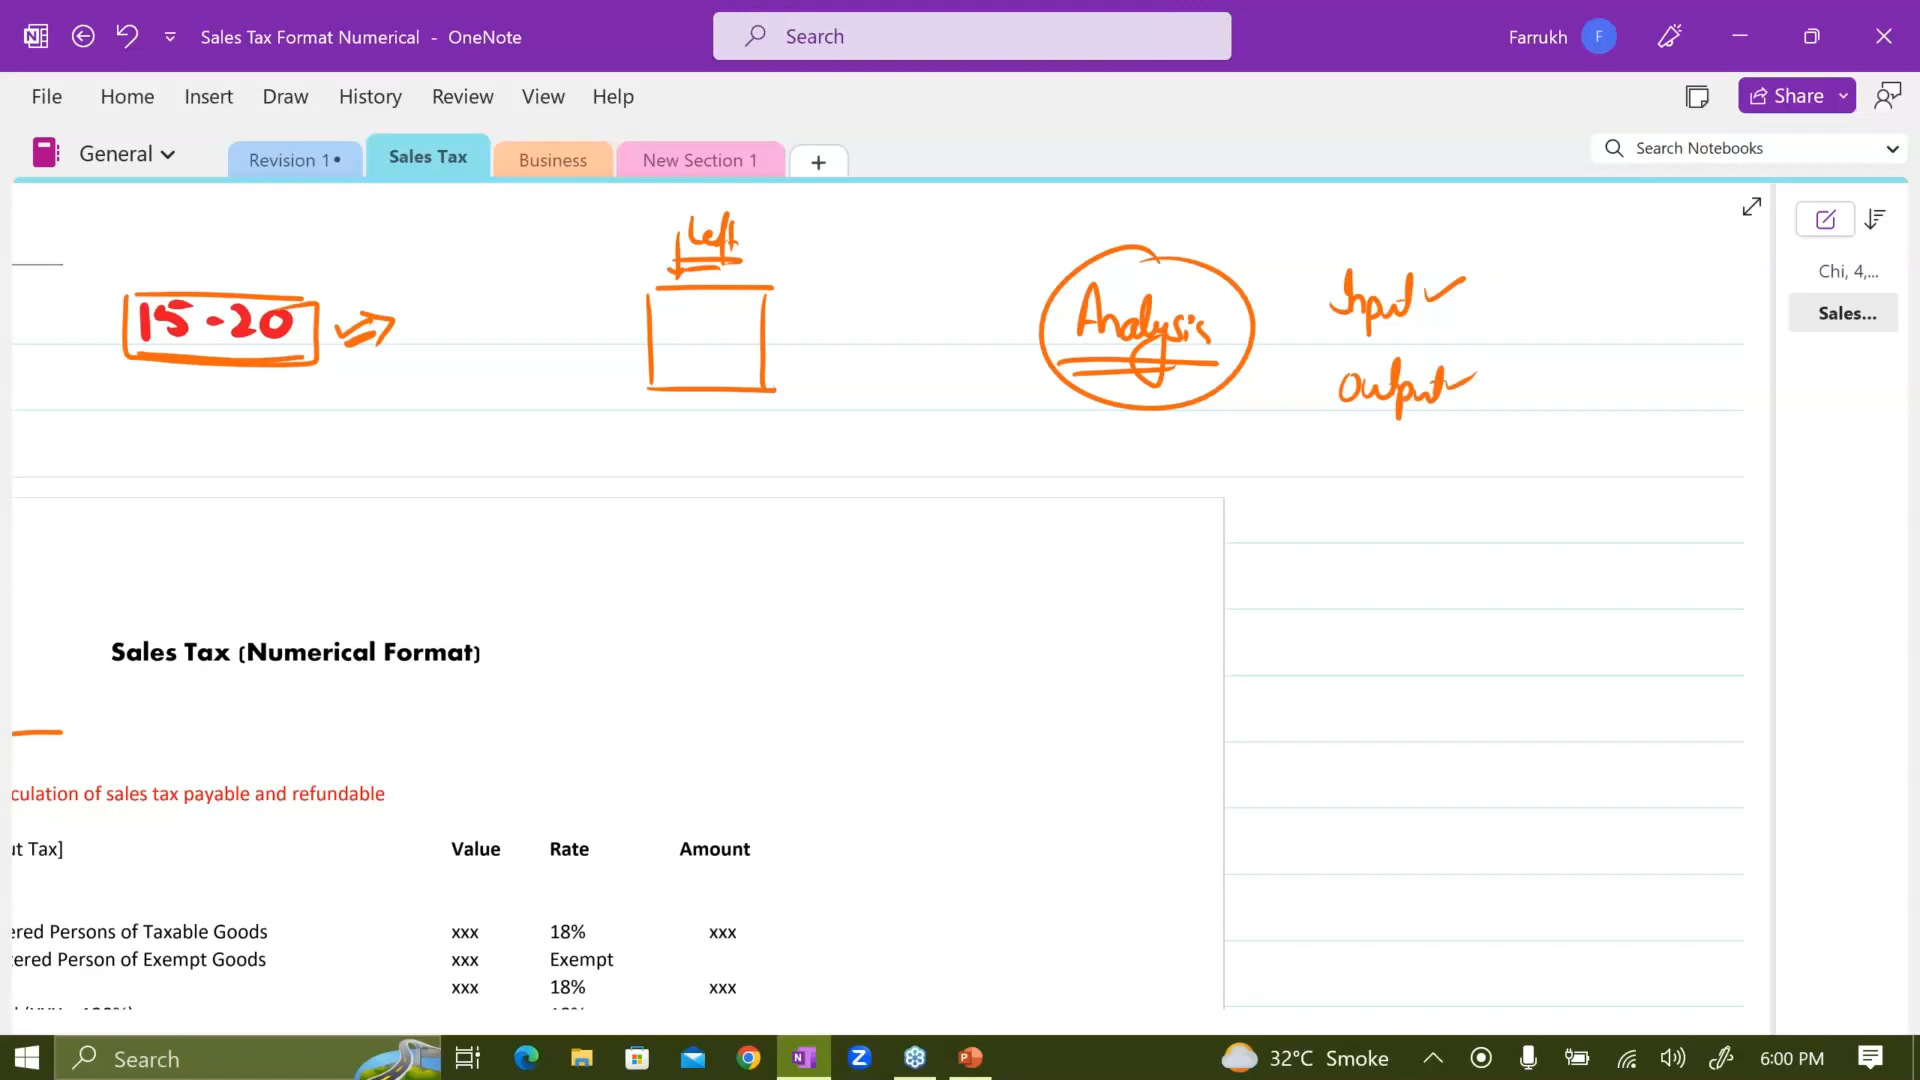 Sales Tax Format Numerical - OneNote
Search
Farrukh
F
File Home Insert Draw History Review View Help
Share
General
Revision 1•
Sales Tax
Business
New Section 1
+
Search Notebooks
Chi, 4,...
Sales...
Left
15 - 20
Analysis
Input
Output
Sales Tax (Numerical Format)
culation of sales tax payable and refundable
ut Tax] Value Rate Amount
ered Persons of Taxable Goods xxx 18% xxx
tered Person of Exempt Goods xxx Exempt
xxx 18% xxx
Search
32°C Smoke
6:00 PM